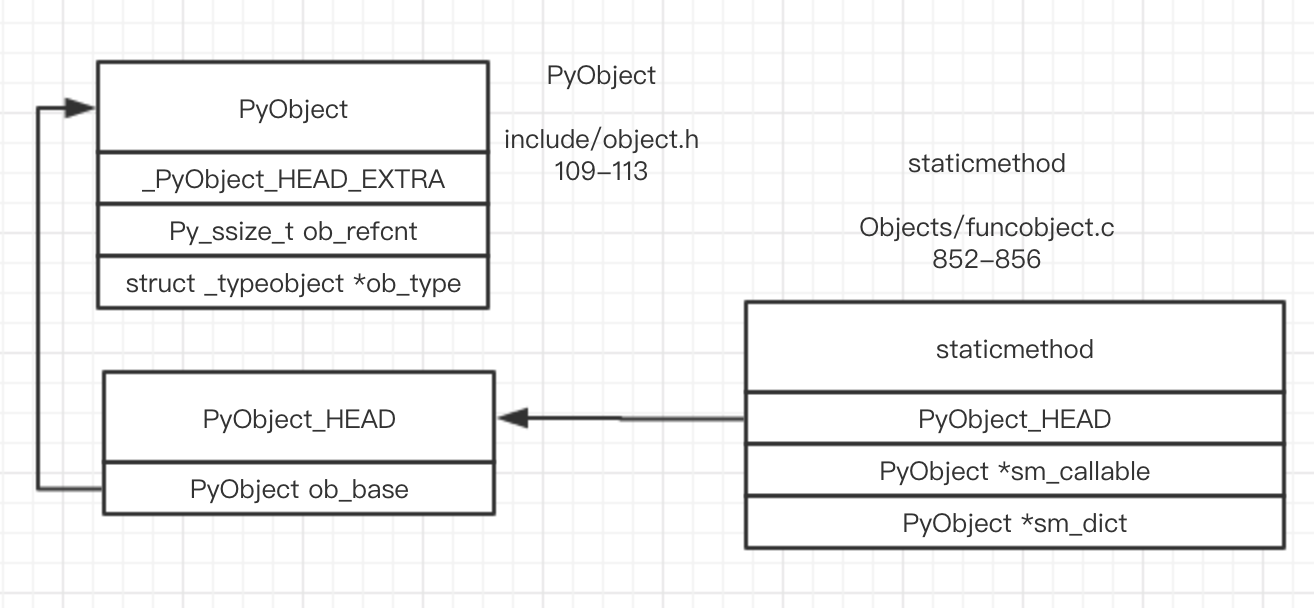 PyObject
_PyObject_HEAD_EXTRA
Py_ssize_t ob_refcnt
struct _typeobject *ob_type
PyObject
include/object.h
109–113
PyObject_HEAD
PyObject ob_base
staticmethod
Objects/funcobject.c
852–856
staticmethod
PyObject_HEAD
PyObject *sm_callable
PyObject *sm_dict